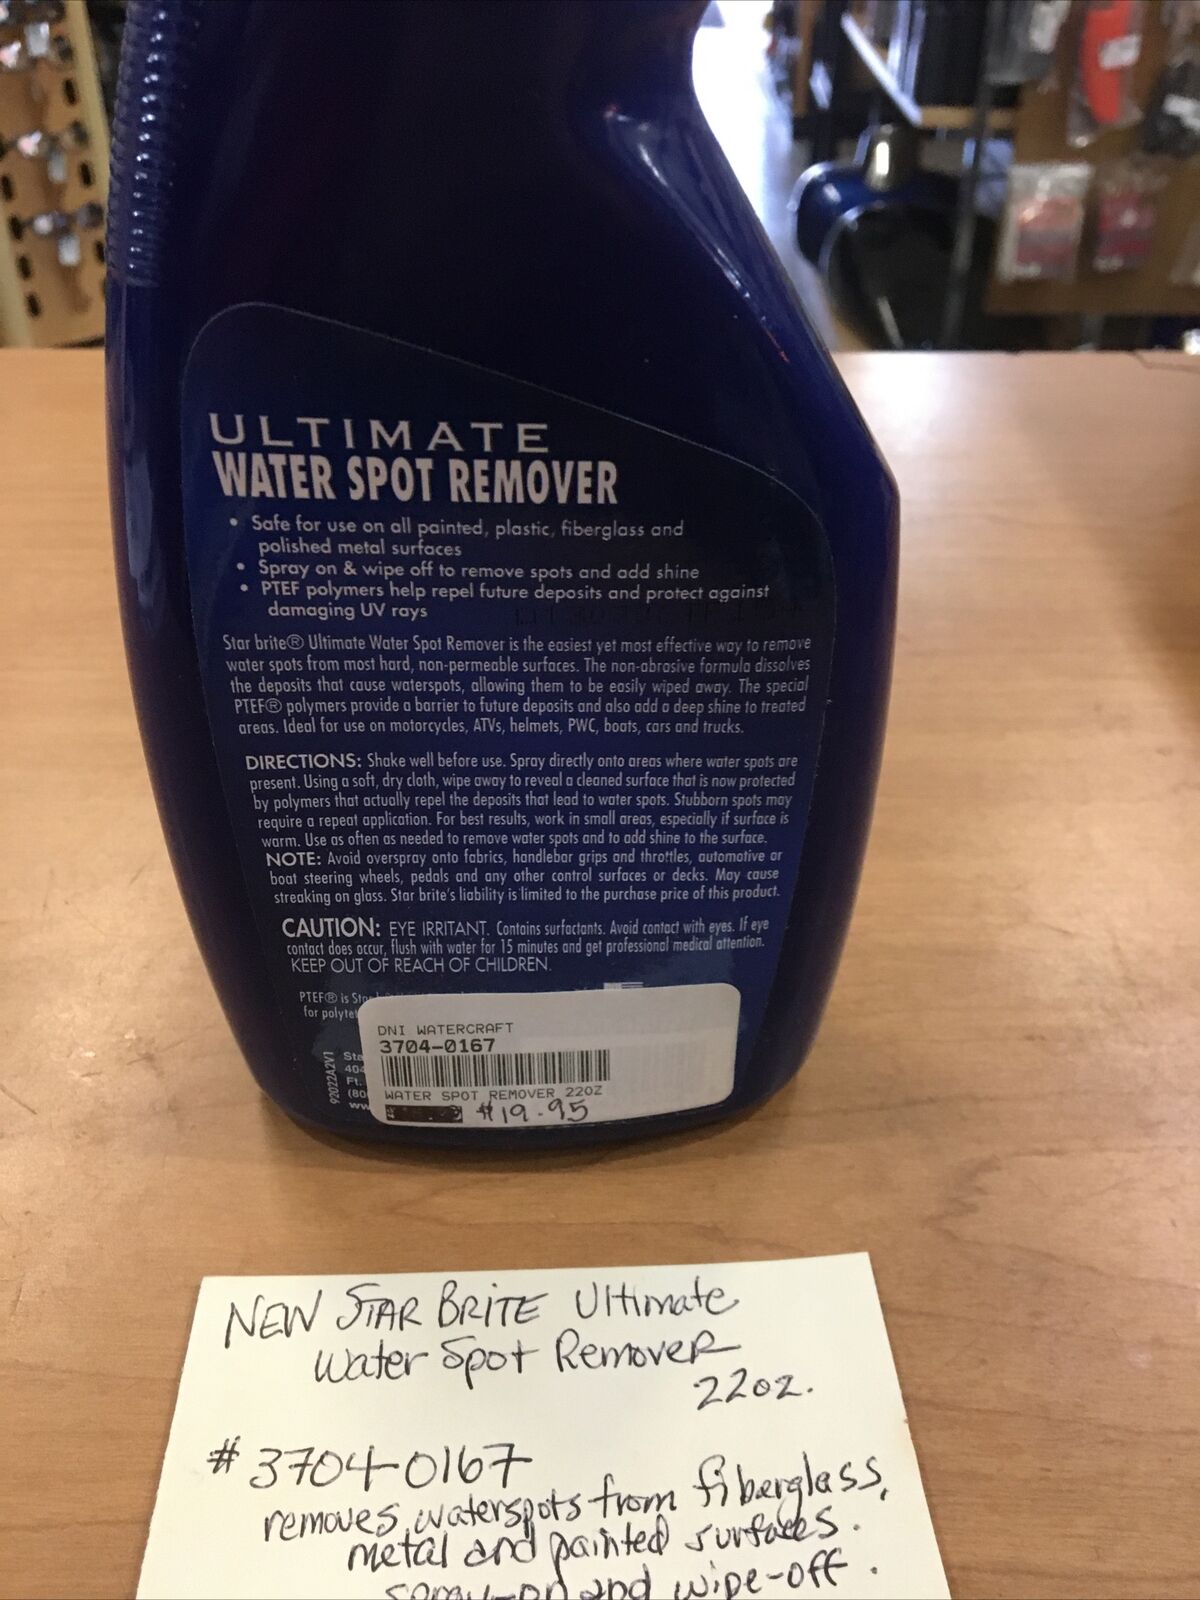 ULTIMATE
WATER SPOT REMOVER
• Safe for use on all painted, plastic, fiberglass and
polished metal surfaces
• Spray on & wipe off to remove spots and add shine
• PTEF polymers help repel future deposits and protect against
damaging UV rays
Star brite® Ultimate Water Spot Remover is the easiest yet most effective way to remove
water spots from most hard, non-permeable surfaces. The non-abrasive formula dissolves
the deposits that cause waterspots, allowing them to be easily wiped away. The special
PTEF® polymers provide a barrier to future deposits and also add a deep shine to treated
areas. Ideal for use on motorcycles, ATVs, helmets, PWC, boats, cars and trucks.
DIRECTIONS: Shake well before use. Spray directly onto areas where water spots are
present. Using a soft, dry cloth, wipe away to reveal a cleaned surface that is now protected
by polymers that actually repel the deposits that lead to water spots. Stubborn spots may
require a repeat application. For best results, work in small areas, especially if surface is
warm. Use as often as needed to remove water spots and to add shine to the surface.
NOTE: Avoid overspray onto fabrics, handlebar grips and throttles, automotive or
boat steering wheels, pedals and any other control surfaces or decks. May cause
streaking on glass. Star brite's liability is limited to the purchase price of this product.
CAUTION: EYE IRRITANT. Contains surfactants. Avoid contact with eyes. If eye
contact does occur, flush with water for 15 minutes and get professional medical attention.
KEEP OUT OF REACH OF CHILDREN.
PTEF® is
for
92022A2V1
404
Ft.
(80
DNI WATERCRAFT
3704-0167
WATER SPOT REMOVER 22OZ
$19.95
NEW STAR BRITE Ultimate
Water Spot Remover
22oz.
# 3704-0167
removes waterspots from fiberglass,
metal and painted surfaces.
spray-on and wipe-off.